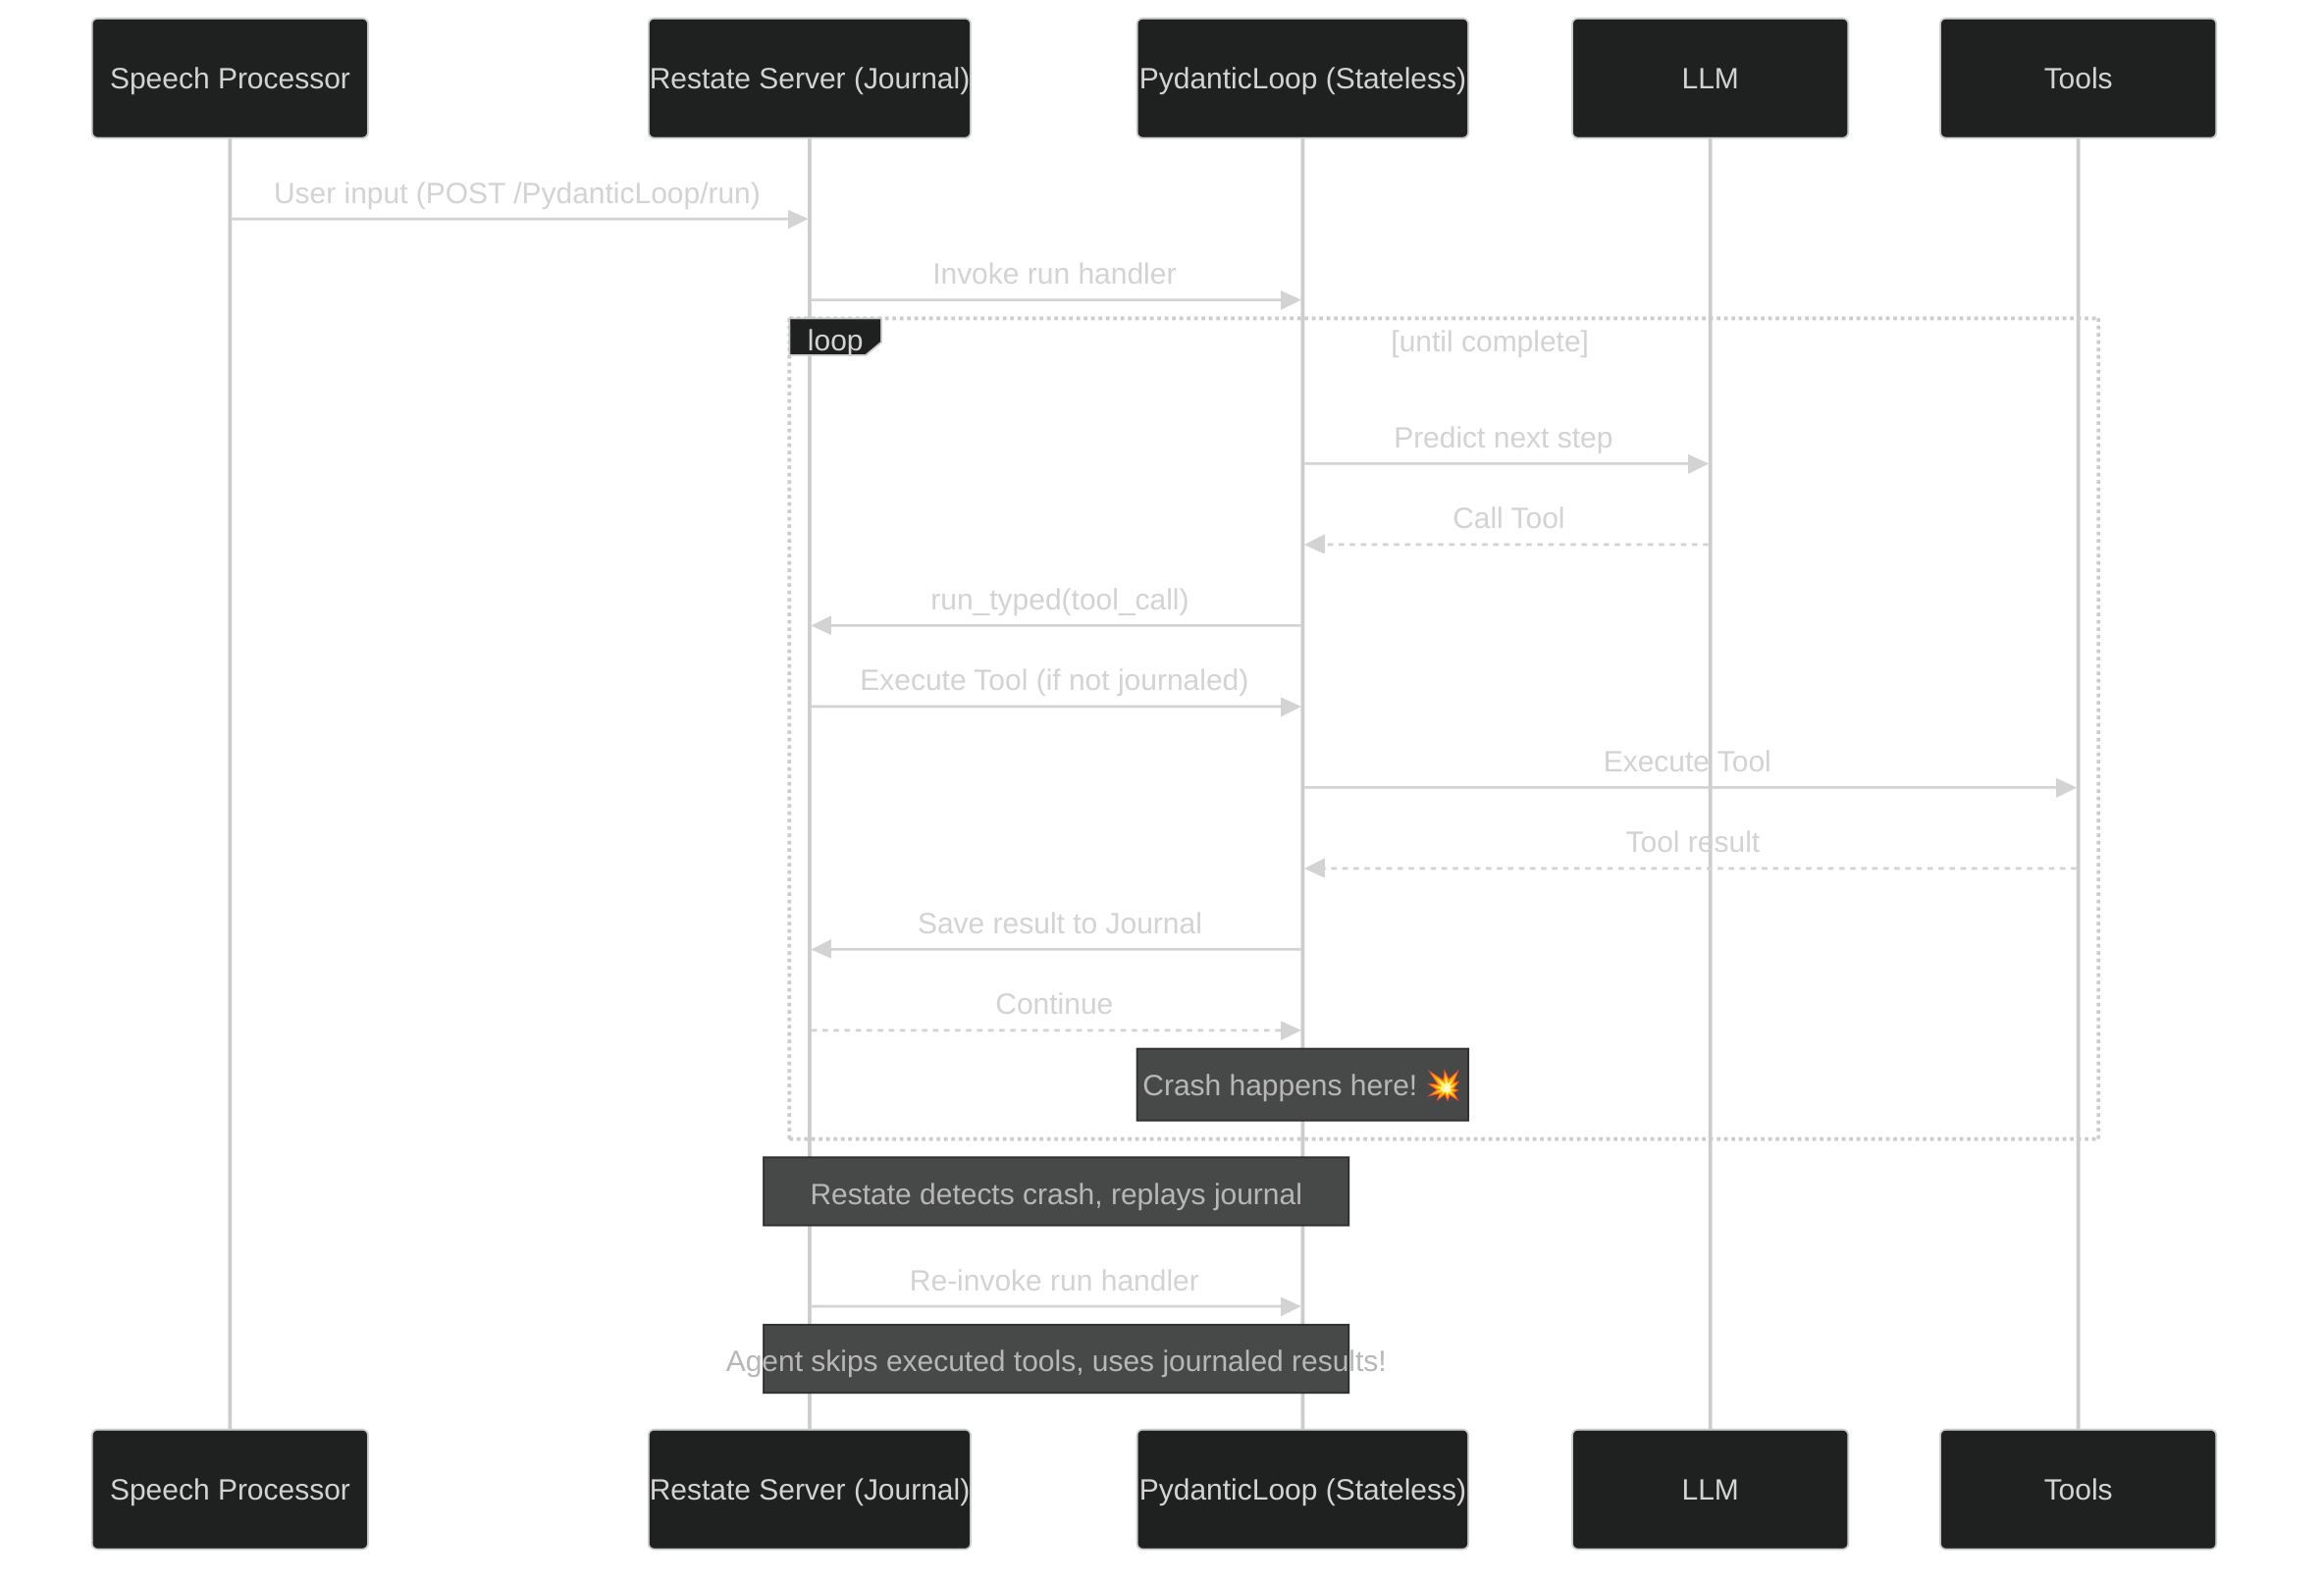 Speech Processor
Restate Server (Journal)
PydanticLoop (Stateless)
LLM
Tools
User input (POST /PydanticLoop/run)
Invoke run handler
loop
[until complete]
Predict next step
Call Tool
run_typed(tool_call)
Execute Tool (if not journaled)
Execute Tool
Tool result
Save result to Journal
Continue
Crash happens here! 💥
Restate detects crash, replays journal
Re-invoke run handler
Agent skips executed tools, uses journaled results!
Speech Processor
Restate Server (Journal)
PydanticLoop (Stateless)
LLM
Tools